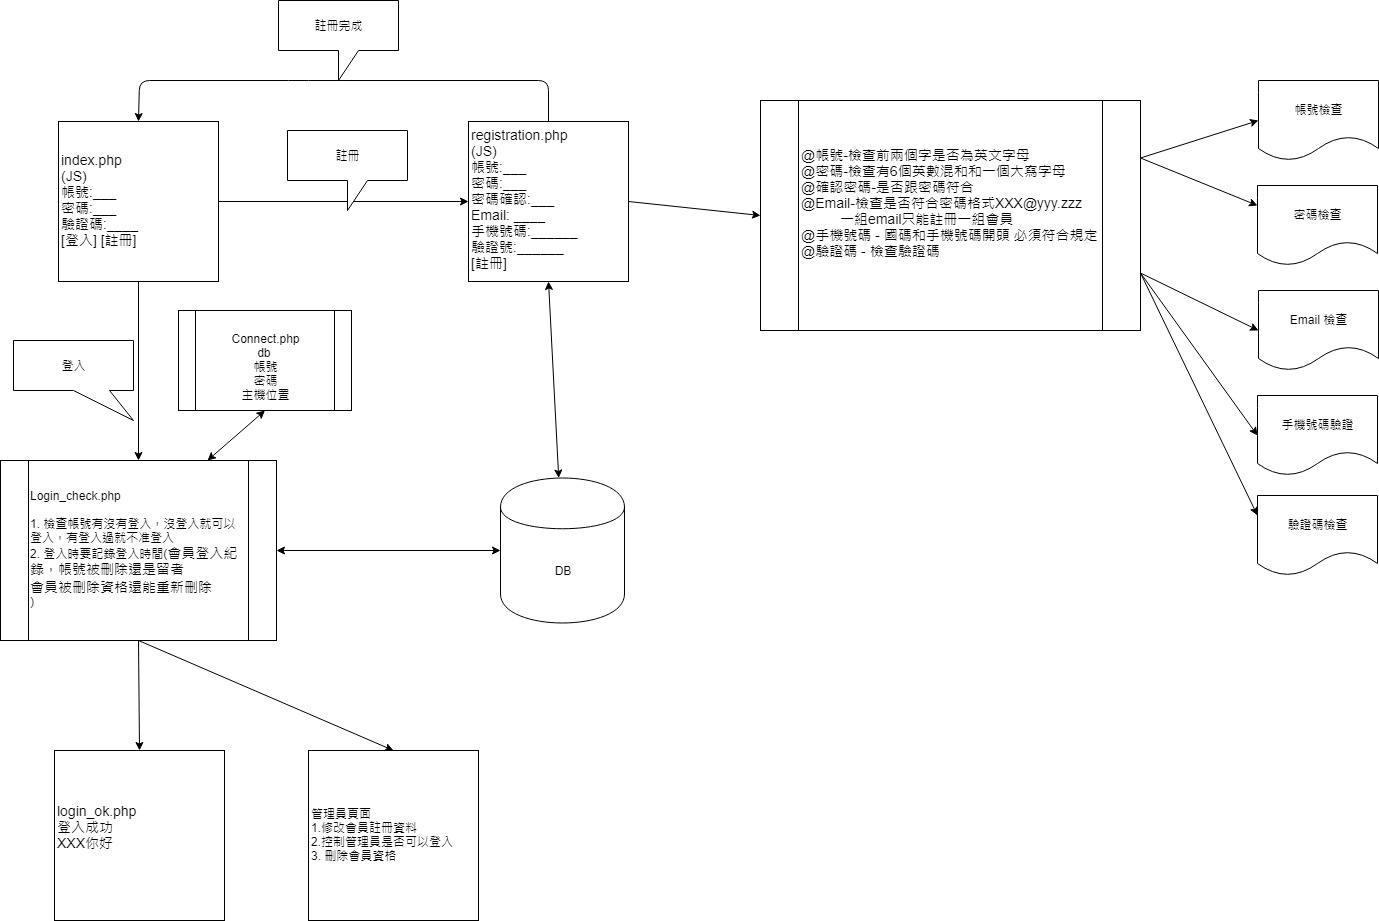 註冊完成
index.php
(JS)
帳號:___
密碼:___
驗證碼:____
[登入] [註冊]
註冊
registration.php
(JS)
帳號:___
密碼:___
密碼確認:___
Email: ____
手機號碼:______
驗證號:______
[註冊]
@帳號-檢查前兩個字是否為英文字母
@密碼-檢查有6個英數混和和一個大寫字母
@確認密碼-是否跟密碼符合
@Email-檢查是否符合密碼格式XXX@yyy.zzz
一組email只能註冊一組會員
@手機號碼 - 國碼和手機號碼開頭 必須符合規定
@驗證碼 - 檢查驗證碼
帳號檢查
密碼檢查
Email 檢查
手機號碼驗證
驗證碼檢查
登入
Connect.php
db
帳號
密碼
主機位置
Login_check.php
1. 檢查帳號有沒有登入，沒登入就可以
登入，有登入過就不准登入
2. 登入時要記錄登入時間(會員登入紀
錄，帳號被刪除還是留者
會員被刪除資格還能重新刪除
)
DB
login_ok.php
登入成功
XXX你好
管理員頁面
1.修改會員註冊資料
2.控制管理員是否可以登入
3. 刪除會員資格